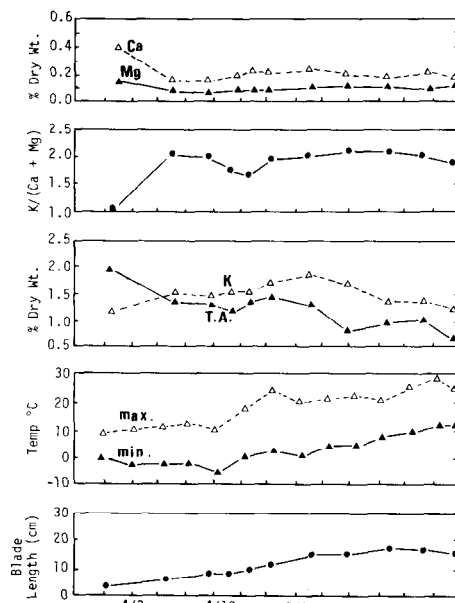 0.6
0.4
0.2
0.0
% Dry Wt.
Ca
Mg
2.5
2.0
1.5
1.0
K/(Ca + Mg)
2.5
2.0
1.5
1.0
0.5
% Dry Wt.
K
T.A.
30
20
10
0
-10
Temp °C
max.
min.
30
20
10
0
Blade
Length (cm)